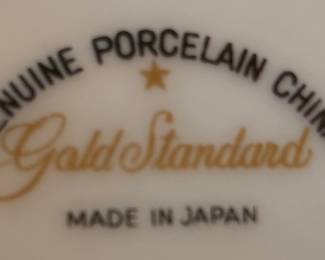 ENUINE PORCELAIN CHIN
Gold Standard
MADE IN JAPAN